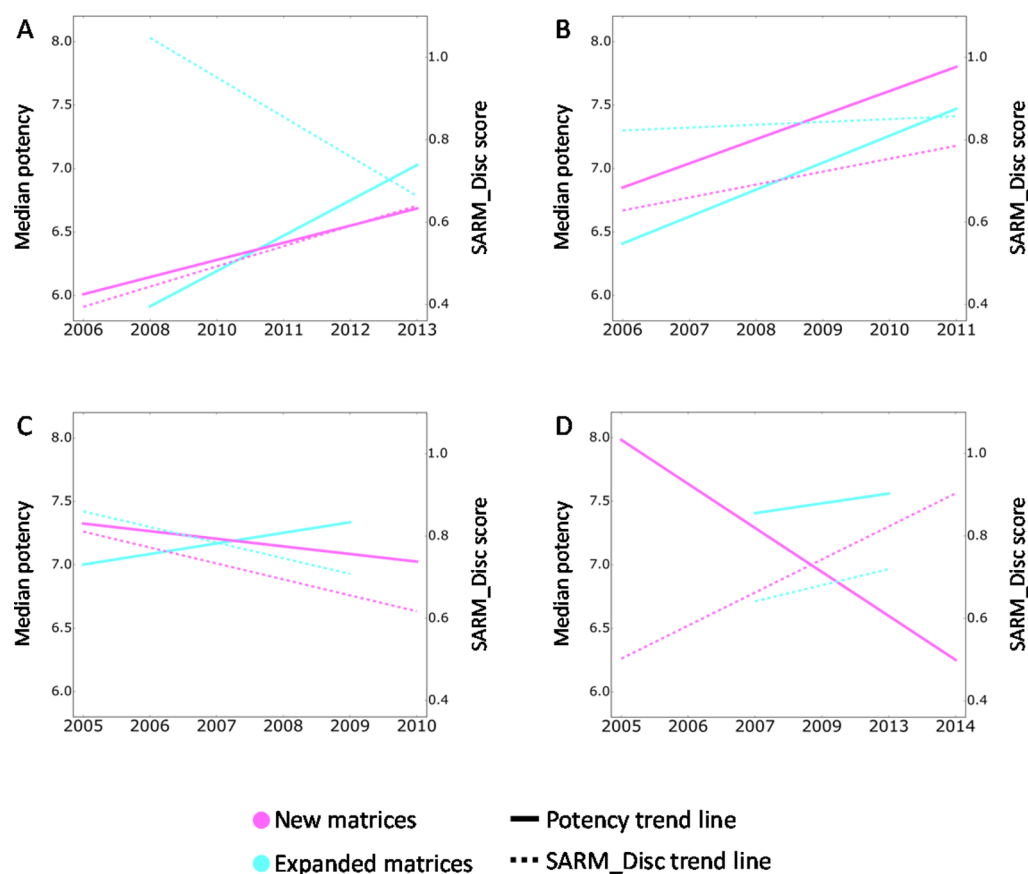 A
8.0
7.5
7.0
6.5
6.0
Median potency
1.0
0.8
0.6
0.4
SARM_Disc score
2006 2008 2010 2011 2012 2013
B
8.0
7.5
7.0
6.5
6.0
Median potency
1.0
0.8
0.6
0.4
SARM_Disc score
2006 2007 2008 2009 2010 2011
C
8.0
7.5
7.0
6.5
6.0
Median potency
1.0
0.8
0.6
0.4
SARM_Disc score
2005 2006 2007 2008 2009 2010
D
8.0
7.5
7.0
6.5
6.0
Median potency
1.0
0.8
0.6
0.4
SARM_Disc score
2005 2006 2007 2009 2013 2014
New matrices
Potency trend line
Expanded matrices
SARM_Disc trend line